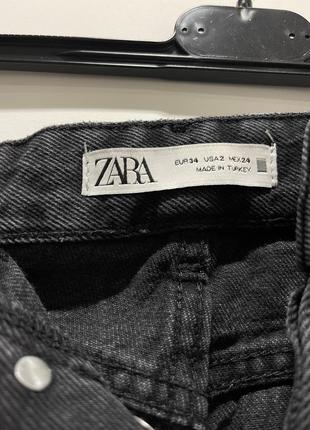 ZARA
EUR 34 USA 2 MEX 24
MADE IN TURKEY